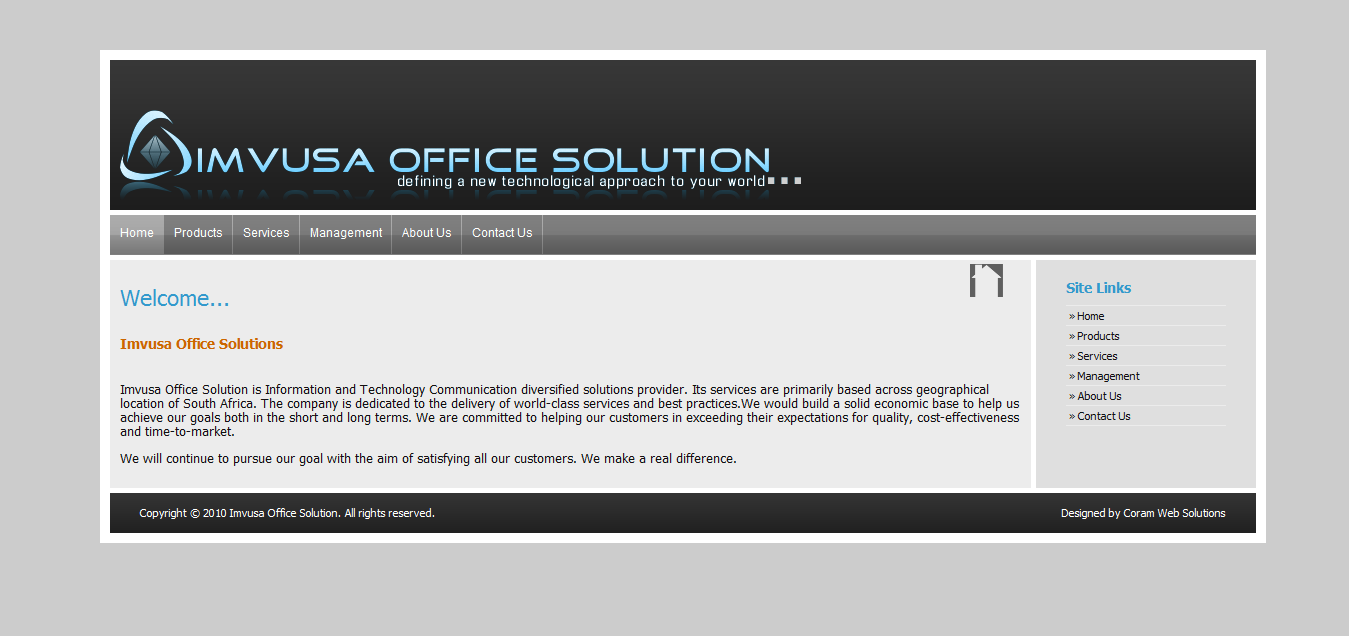 IMVUSA OFFICE SOLUTION
defining a new technological approach to your world...
Home Products Services Management About Us Contact Us
Welcome...
Imvusa Office Solutions
Imvusa Office Solution is Information and Technology Communication diversified solutions provider. Its services are primarily based across geographical
location of South Africa. The company is dedicated to the delivery of world-class services and best practices.We would build a solid economic base to help us
achieve our goals both in the short and long terms. We are committed to helping our customers in exceeding their expectations for quality, cost-effectiveness
and time-to-market.
We will continue to pursue our goal with the aim of satisfying all our customers. We make a real difference.
Site Links
» Home
» Products
» Services
» Management
» About Us
» Contact Us
Copyright © 2010 Imvusa Office Solution. All rights reserved.
Designed by Coram Web Solutions